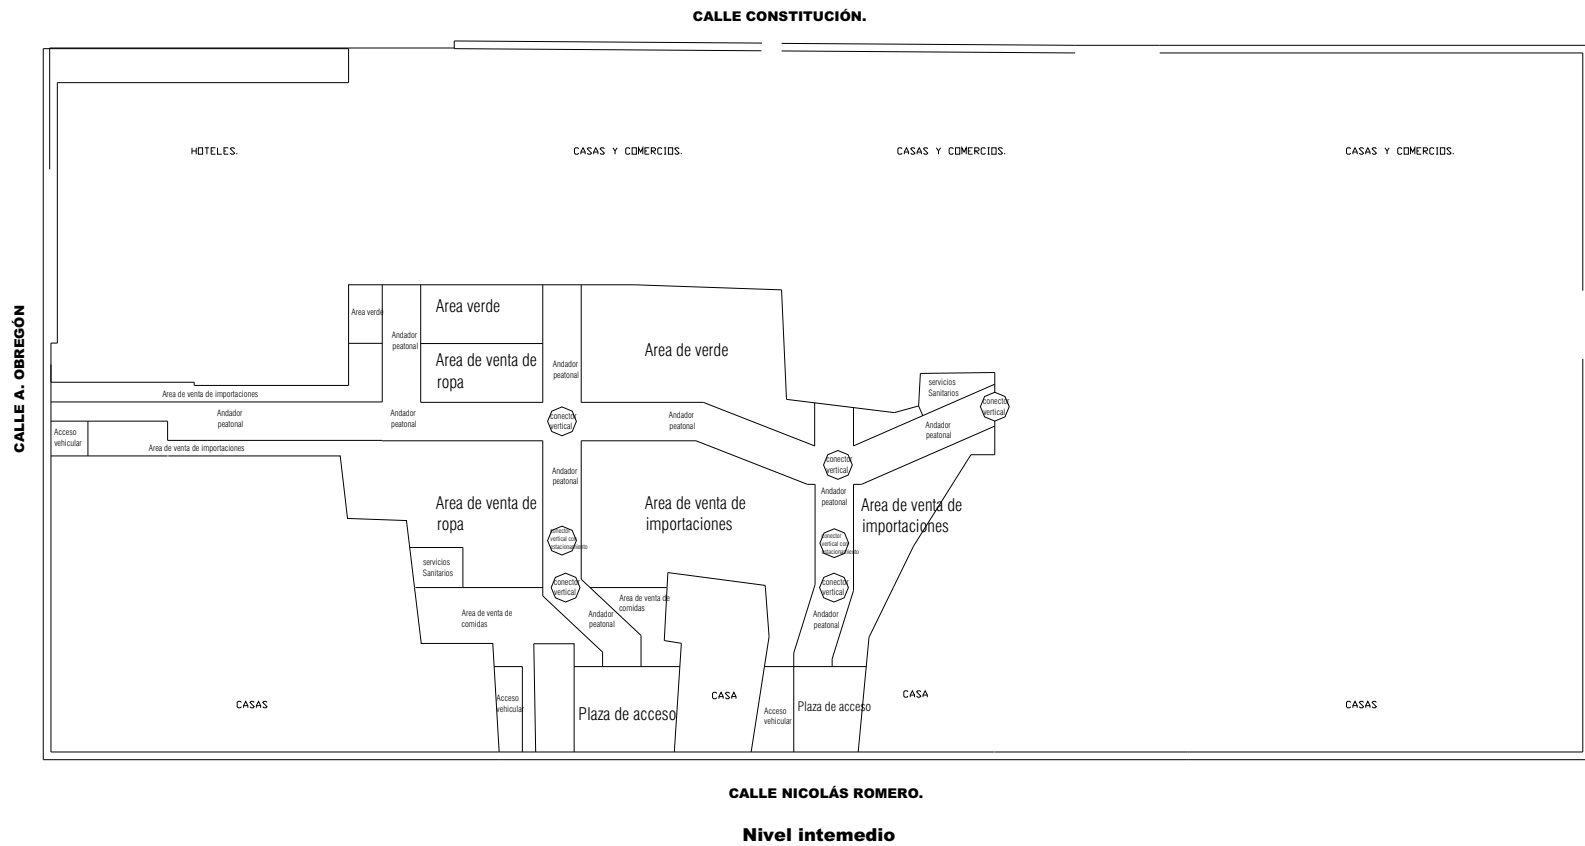 CALLE CONSTITUCIÓN.
HOTELES.
CASAS Y COMERCIOS.
CASAS Y COMERCIOS.
CASAS Y COMERCIOS.
CALLE A. OBREGÓN
Area verde
Area verde
Andador
peatonal
Area de venta de
ropa
Andador
peatonal
Area de verde
servicios
Sanitarios
conector
vertical
Area de venta de importaciones
Andador
peatonal
Andador
peatonal
conector
vertical
Andador
peatonal
Andador
peatonal
Acceso
vehicular
Area de venta de importaciones
conector
vertical
Andador
peatonal
Andador
peatonal
Area de venta de
ropa
Area de venta de
importaciones
Area de venta de
importaciones
conector
vertical con
estacionamiento
conector
vertical con
estacionamiento
servicios
Sanitarios
conector
vertical
conector
vertical
Area de venta de
comidas
Area de venta de
comidas
Andador
peatonal
Andador
peatonal
CASAS
Acceso
vehicular
Plaza de acceso
CASA
Acceso
vehicular
Plaza de acceso
CASA
CASAS
CALLE NICOLÁS ROMERO.
Nivel intemedio